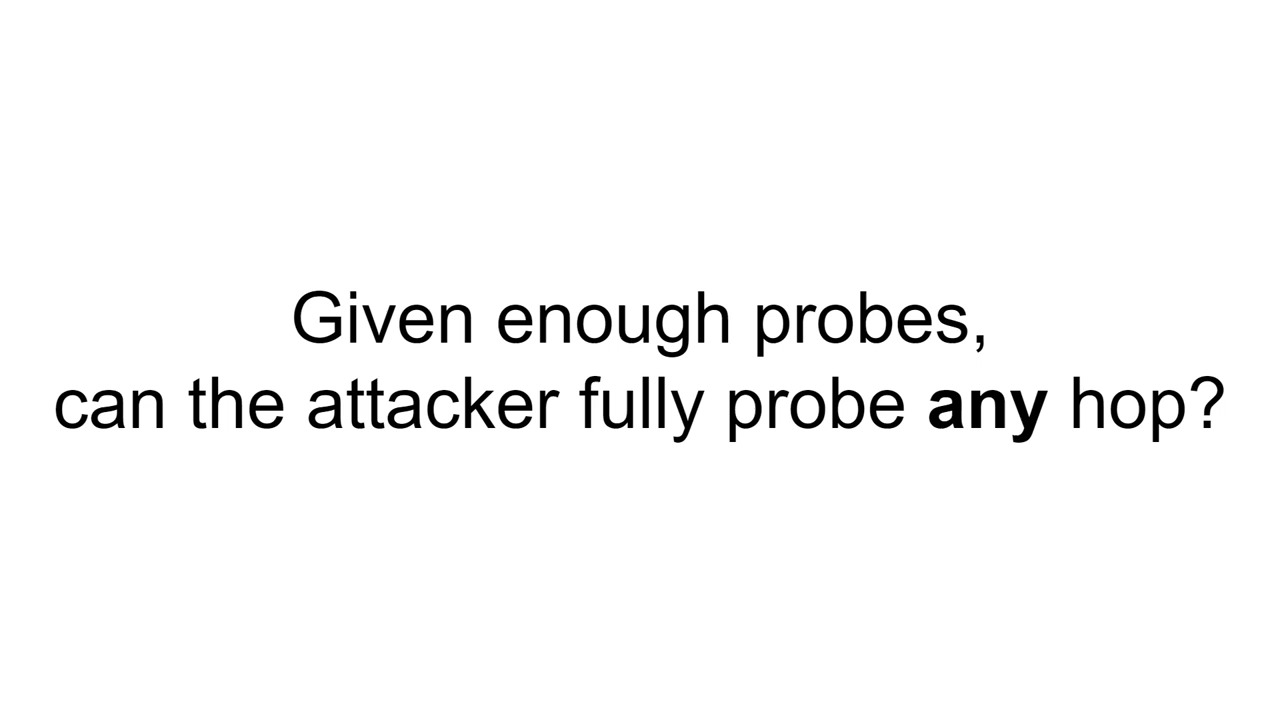 Given enough probes,
can the attacker fully probe any hop?